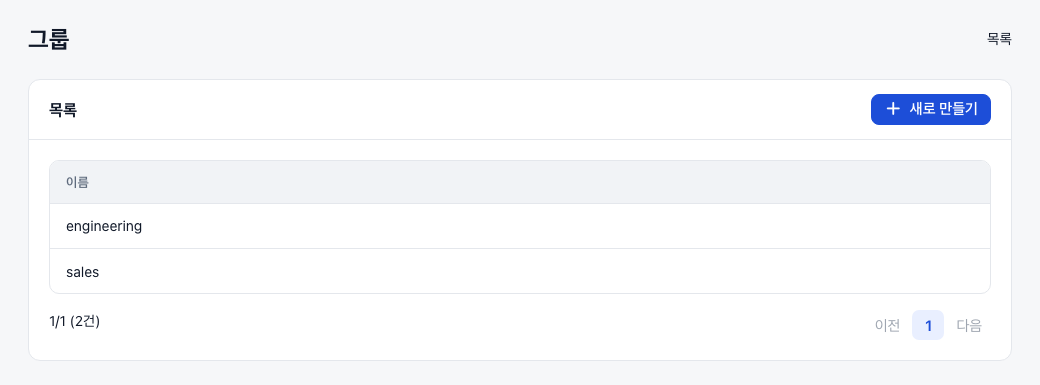 그룹
목록
목록
새로 만들기
이름
engineering
sales
1/1 (2건)
이전 1 다음